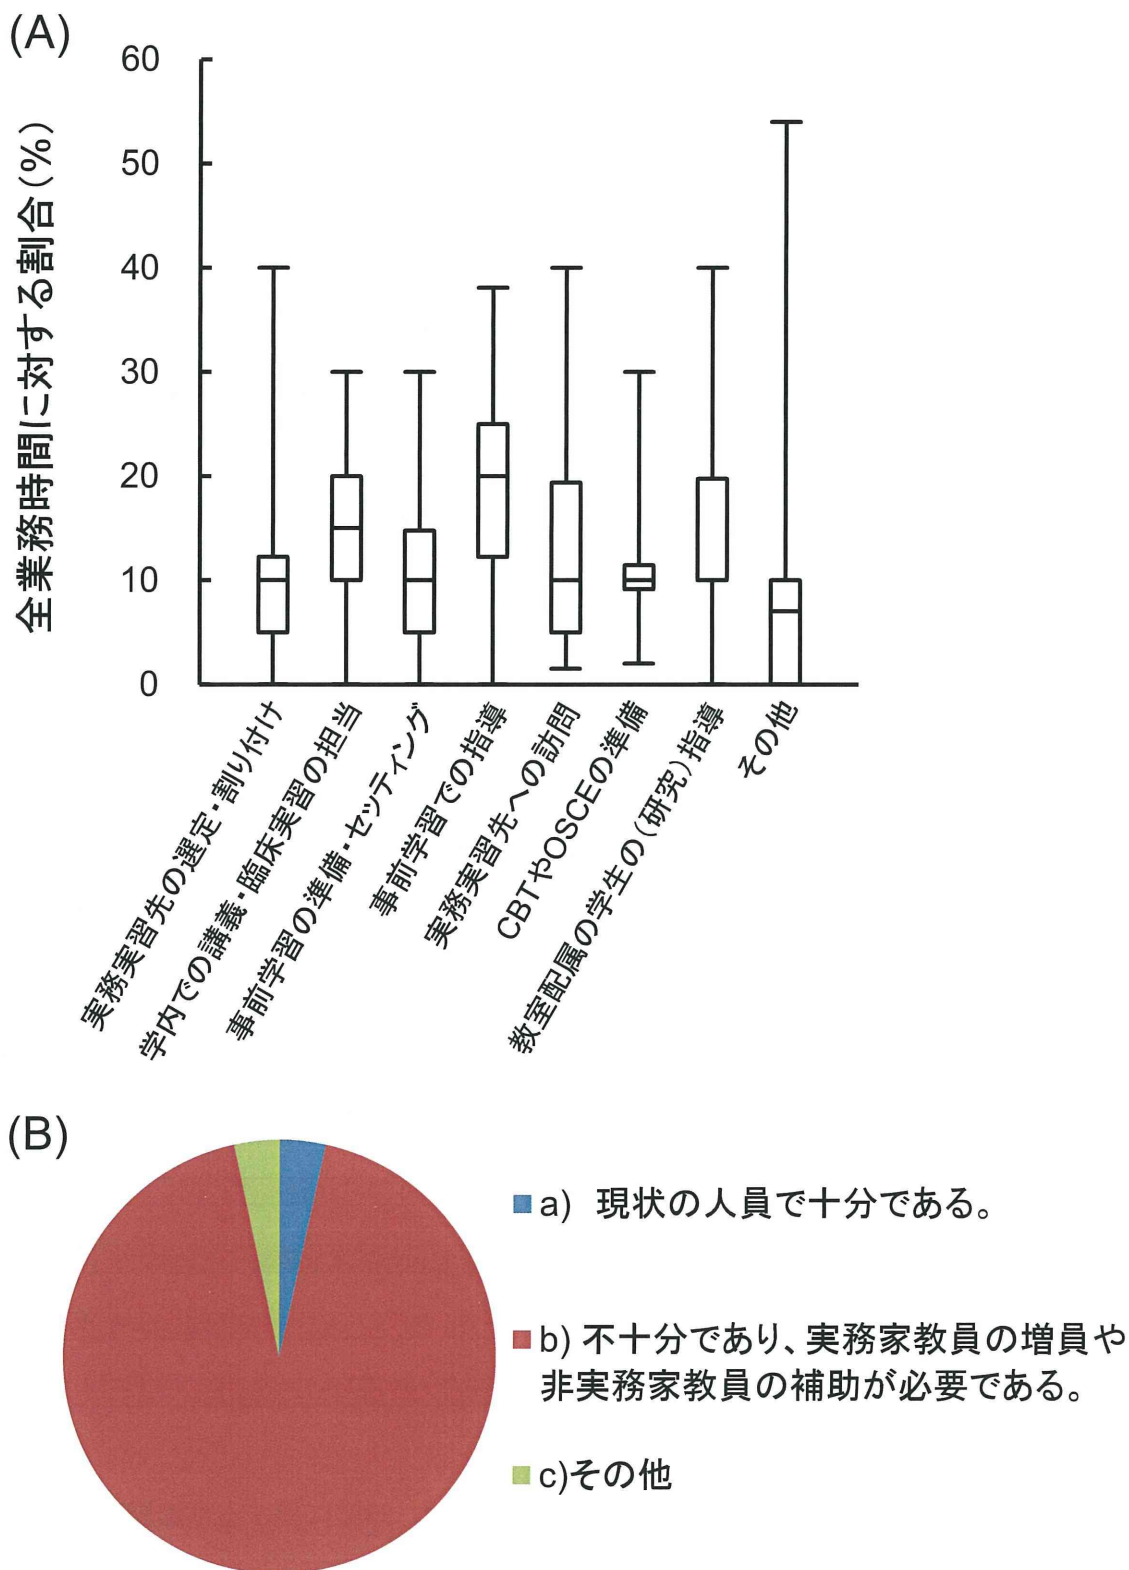 (A)
全業務時間に対する割合(%)
60
50
40
30
20
10
0
実務実習先の選定・割り付け
学内での講義・臨床実習の担当
事前学習の準備・セッティング
事前学習での指導
実務実習先への訪問
CBTやOSCEの準備
教室配属の学生の(研究)指導
その他
(B)
a) 現状の人員で十分である。
b) 不十分であり、実務家教員の増員や
非実務家教員の補助が必要である。
c)その他